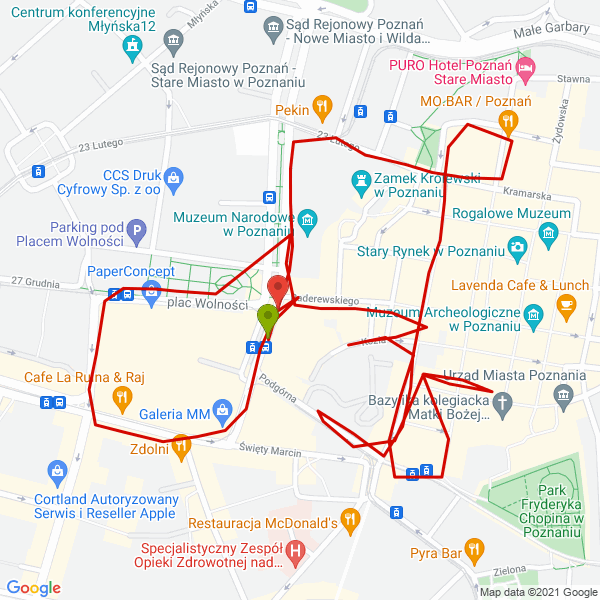 Centrum konferencyjne
Młyńska12
Młyńska
Sąd Rejonowy Poznań
- Nowe Miasto i Wilda...
Małe Garbary
Sąd Rejonowy Poznań -
Stare Miasto w Poznaniu
PURO Hotel Poznań
Stare Miasto
Stawna
MO.BAR / Poznań
Pekin
Żydowska
23 Lutego
23 Lutego
CCS Druk
Cyfrowy Sp. z oo
Zamek Królewski
w Poznaniu
Kramarska
Muzeum Narodowe
w Poznaniu
Rogalowe Muzeum
Parking pod
Placem Wolności
Stary Rynek w Poznaniu
27 Grudnia
PaperConcept
Lavenda Cafe & Lunch
plac Wolności
Paderewskiego
Muzeum Archeologiczne
w Poznaniu
Kozia
Podgórna
Urząd Miasta Poznania
Cafe La Ruina & Raj
Bazylika kolegiacka
Matki Bożej...
Galeria MM
Zdolni
Święty Marcin
Cortland Autoryzowany
Serwis i Reseller Apple
Park
Fryderyka
Chopina w
Poznaniu
Restauracja McDonald's
Specjalistyczny Zespół
Opieki Zdrowotnej nad...
Pyra Bar
Zielona
Google
Map data ©2021 Google